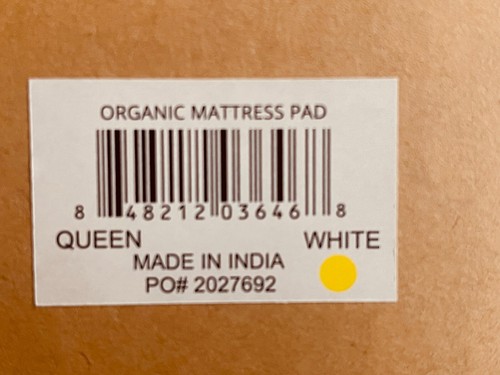 ORGANIC MATTRESS PAD
8 48212 03646 8
QUEEN WHITE
MADE IN INDIA
PO# 2027692